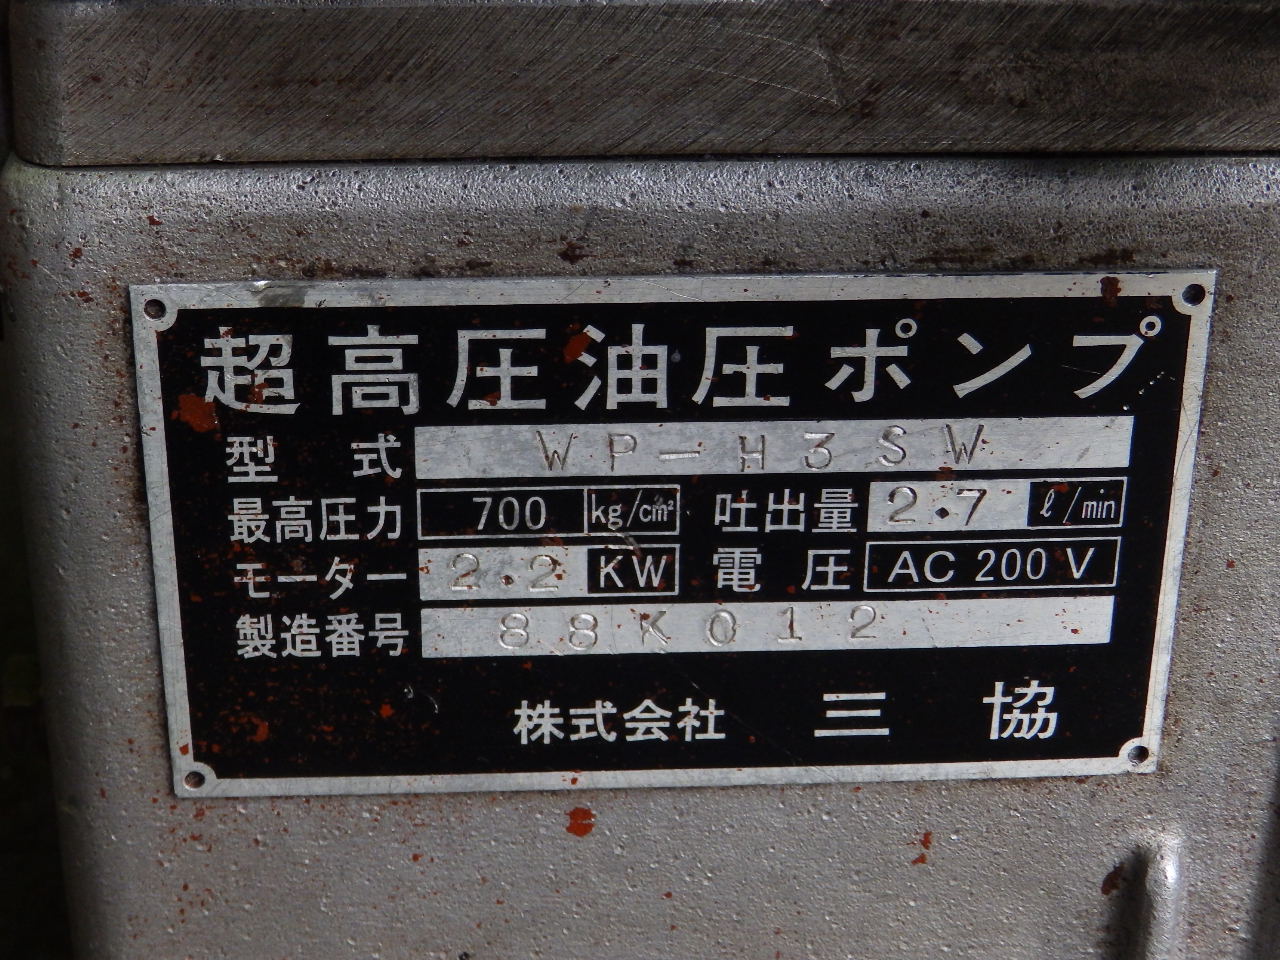 超高圧油圧ポンプ
型式 WP-H3SW
最高圧力 700 kg/cm² 吐出量 2.7 ℓ/min
モーター 2.2 KW 電圧 AC 200 V
製造番号 88K012
株式会社 三協